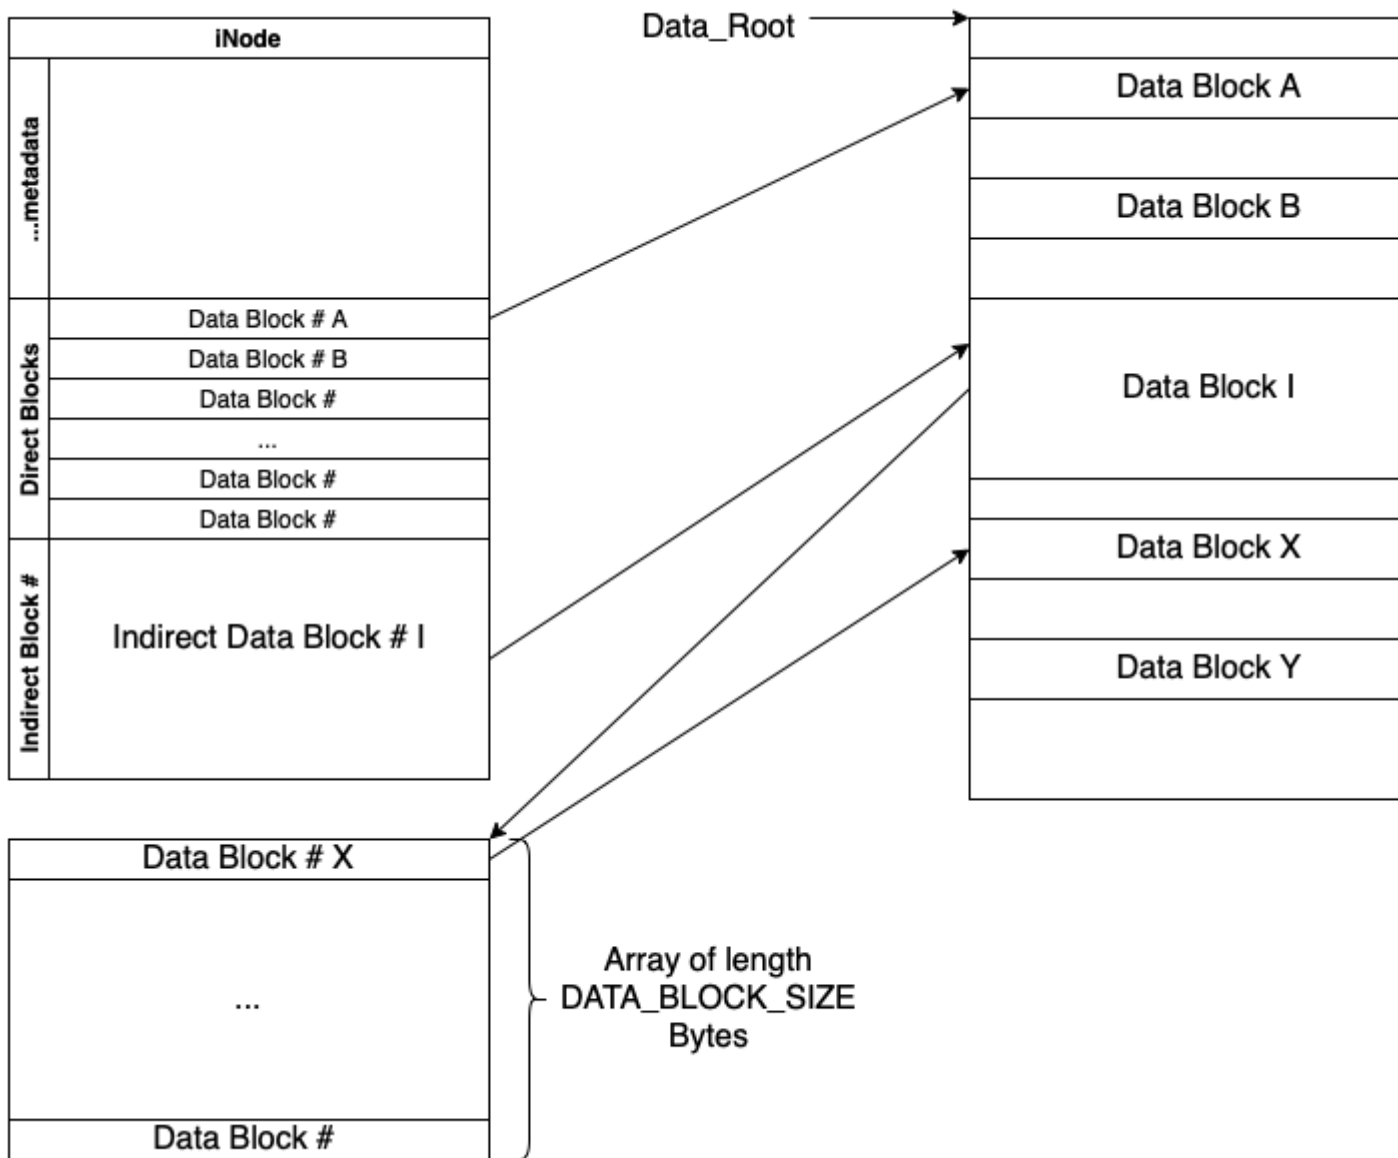 iNode
...metadata
Direct Blocks
Data Block # A
Data Block # B
Data Block #
...
Data Block #
Data Block #
Indirect Block #
Indirect Data Block # I
Data_Root
Data Block A
Data Block B
Data Block I
Data Block X
Data Block Y
Data Block # X
...
Data Block #
Array of length
DATA_BLOCK_SIZE
Bytes